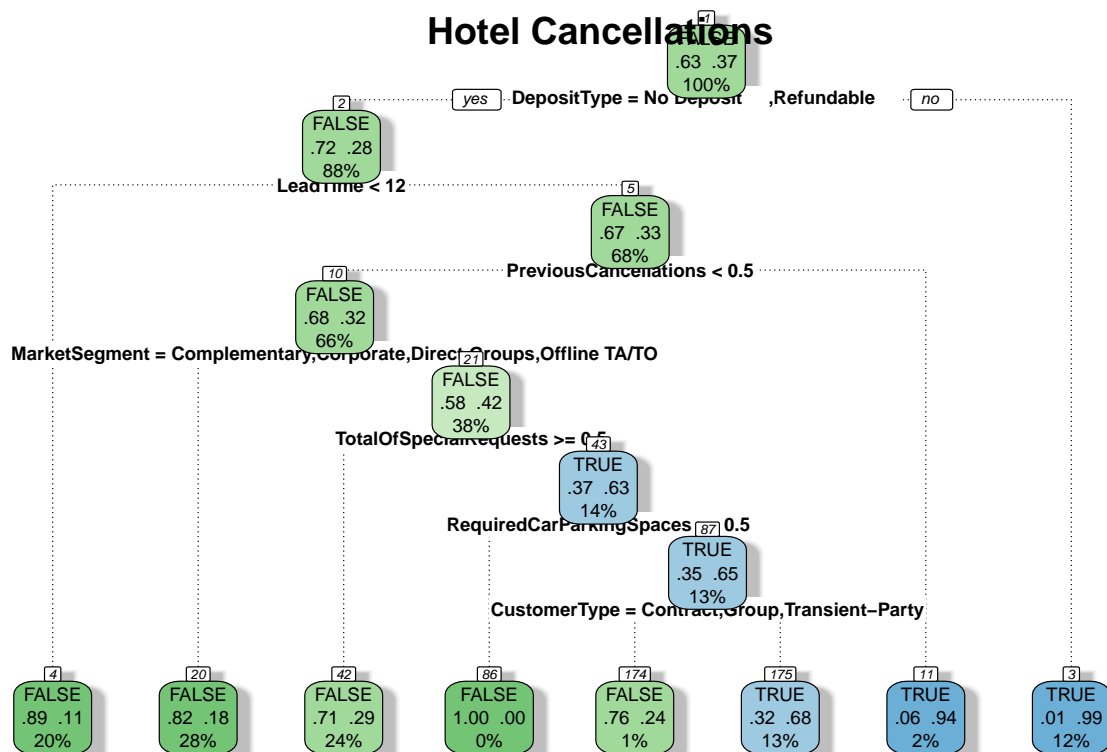 Hotel Cancellations
1
FALSE
.63 .37
100%
yes
DepositType = No Deposit ,Refundable
no
2
FALSE
.72 .28
88%
LeadTime < 12
5
FALSE
.67 .33
68%
PreviousCancellations < 0.5
10
FALSE
.68 .32
66%
MarketSegment = Complementary,Corporate,Direct,Groups,Offline TA/TO
21
FALSE
.58 .42
38%
TotalOfSpecialRequests >= 0.5
43
TRUE
.37 .63
14%
RequiredCarParkingSpaces 0.5
87
TRUE
.35 .65
13%
CustomerType = Contract,Group,Transient−Party
4
FALSE
.89 .11
20%
20
FALSE
.82 .18
28%
42
FALSE
.71 .29
24%
86
FALSE
1.00 .00
0%
174
FALSE
.76 .24
1%
175
TRUE
.32 .68
13%
11
TRUE
.06 .94
2%
3
TRUE
.01 .99
12%